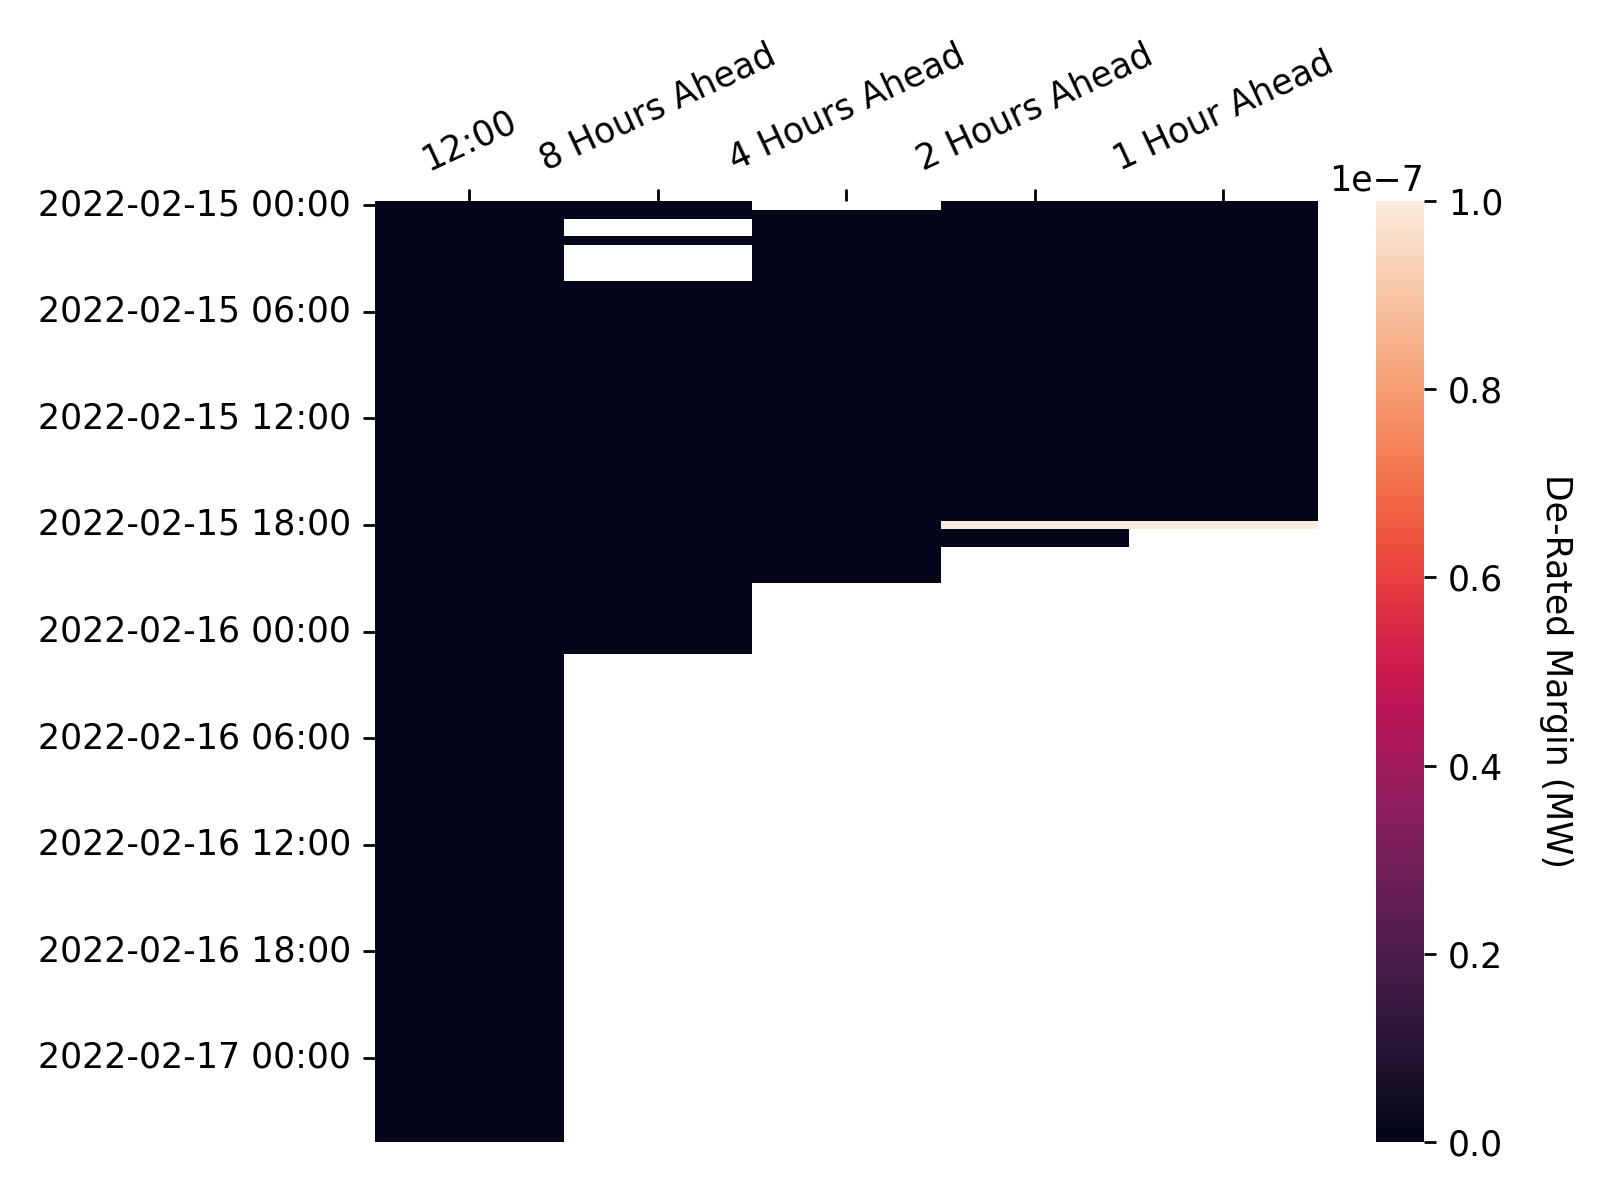 12:00
8 Hours Ahead
4 Hours Ahead
2 Hours Ahead
1 Hour Ahead
2022-02-15 00:00
2022-02-15 06:00
2022-02-15 12:00
2022-02-15 18:00
2022-02-16 00:00
2022-02-16 06:00
2022-02-16 12:00
2022-02-16 18:00
2022-02-17 00:00
1e−7
1.0
0.8
0.6
0.4
0.2
0.0
De-Rated Margin (MW)